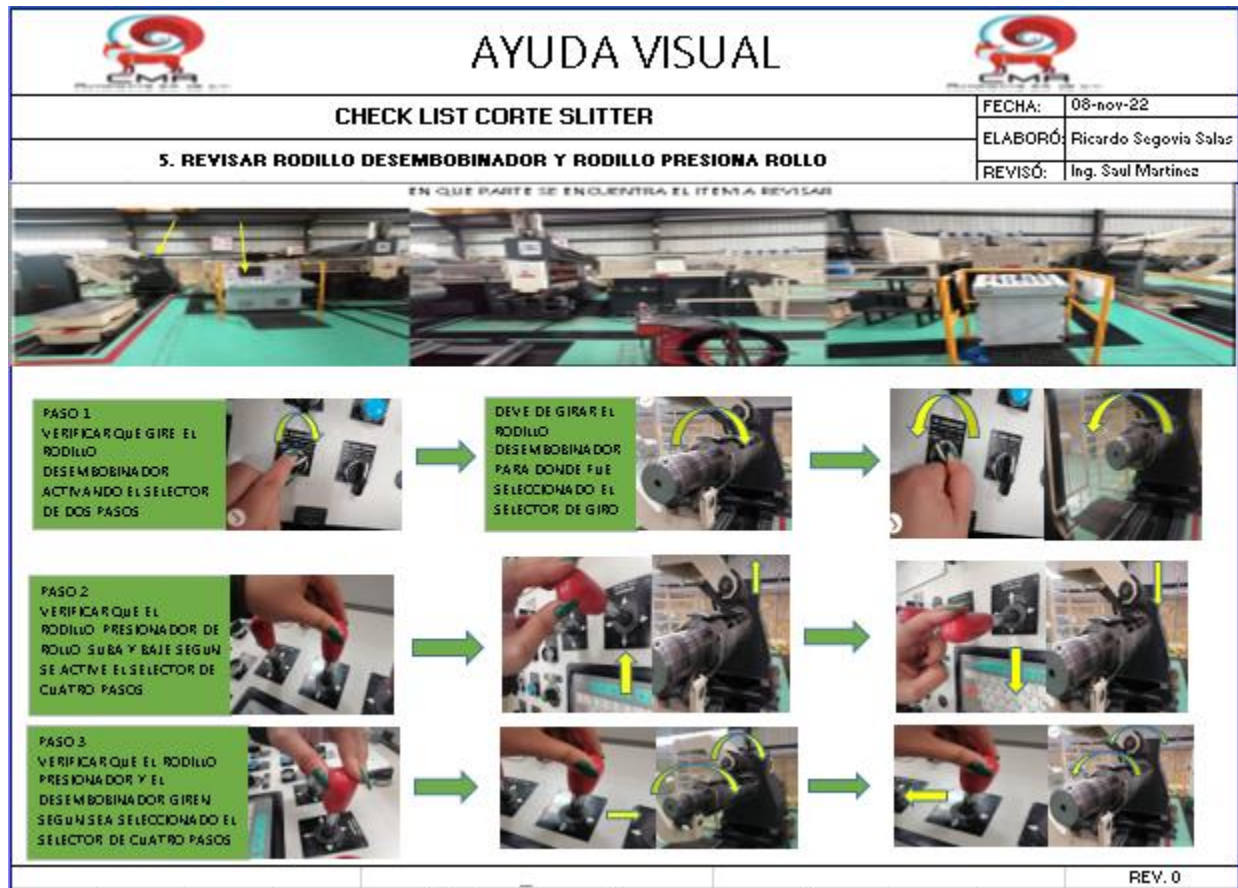 CMR
AYUDA VISUAL
CMR
CHECK LIST CORTE SLITTER
FECHA: 08-nov-22
ELABORÓ: Ricardo Segovia Salas
5. REVISAR RODILLO DESEMBOBINADOR Y RODILLO PRESIONA ROLLO
REVISÓ: Ing. Saul Martinez
EN QUE PARTE SE ENCUENTRA EL ITEM A REVISAR
PASO 1
VERIFICAR QUE GIRE EL
RODILLO
DESEMBOBINADOR
ACTIVANDO EL SELECTOR
DE DOS PASOS
DEVE DE GIRAR EL
RODILLO
DESEMBOBINADOR
PARA DONDE FUE
SELECCIONADO EL
SELECTOR DE GIRO
PASO 2
VERIFICAR QUE EL
RODILLO PRESIONADOR DE
ROLLO SUBA Y BAJE SEGUN
SE ACTIVE EL SELECTOR DE
CUATRO PASOS
PASO 3
VERIFICAR QUE EL RODILLO
PRESIONADOR Y EL
DESEMBOBINADOR GIREN
SEGUN SEA SELECCIONADO EL
SELECTOR DE CUATRO PASOS
REV. 0